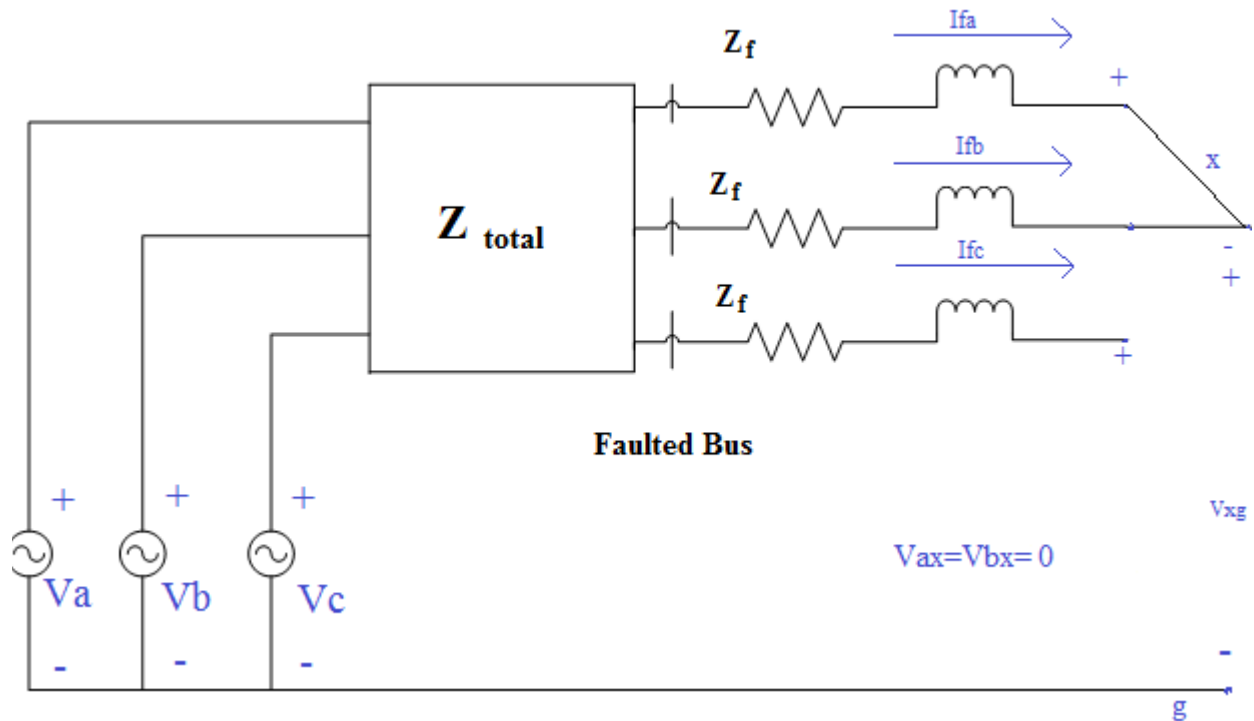 Zf
Ifa
+
Zf
Ifb
x
Z total
-
Zf
Ifc
+
+
Faulted Bus
+
+
+
Vxg
Vax=Vbx= 0
Va
Vb
Vc
-
-
-
-
g